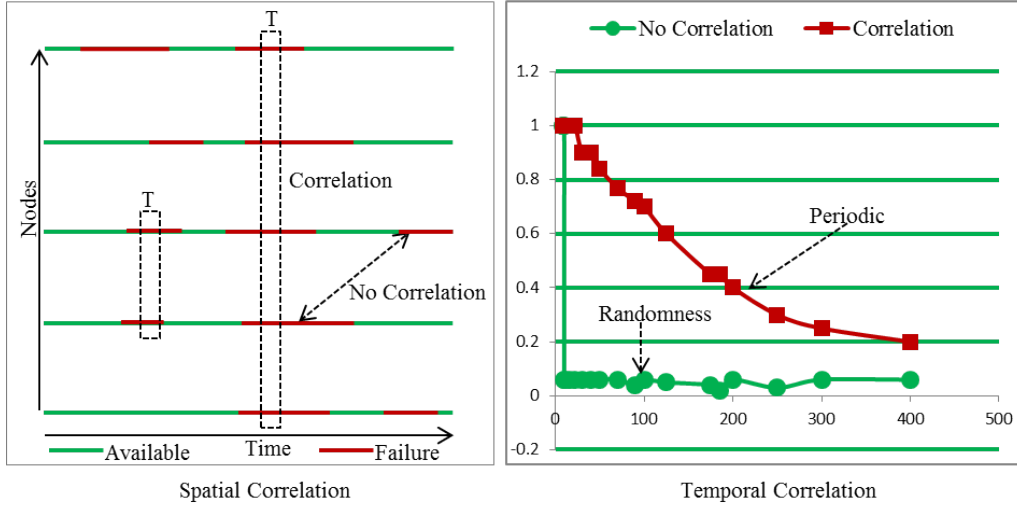 T
Nodes
Correlation
T
No Correlation
Time
Available
Failure
Spatial Correlation
No Correlation
Correlation
1.2
1
0.8
0.6
0.4
0.2
0
-0.2
0
100
200
300
400
500
Periodic
Randomness
Temporal Correlation